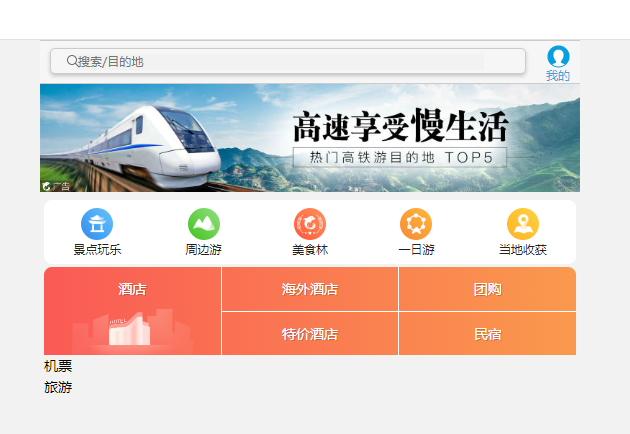 搜索/目的地
我的
高速享受慢生活
热门高铁游目的地 TOP5
广告
景点玩乐
周边游
美食林
一日游
当地收获
酒店
海外酒店
团购
HOTEL
特价酒店
民宿
机票
旅游